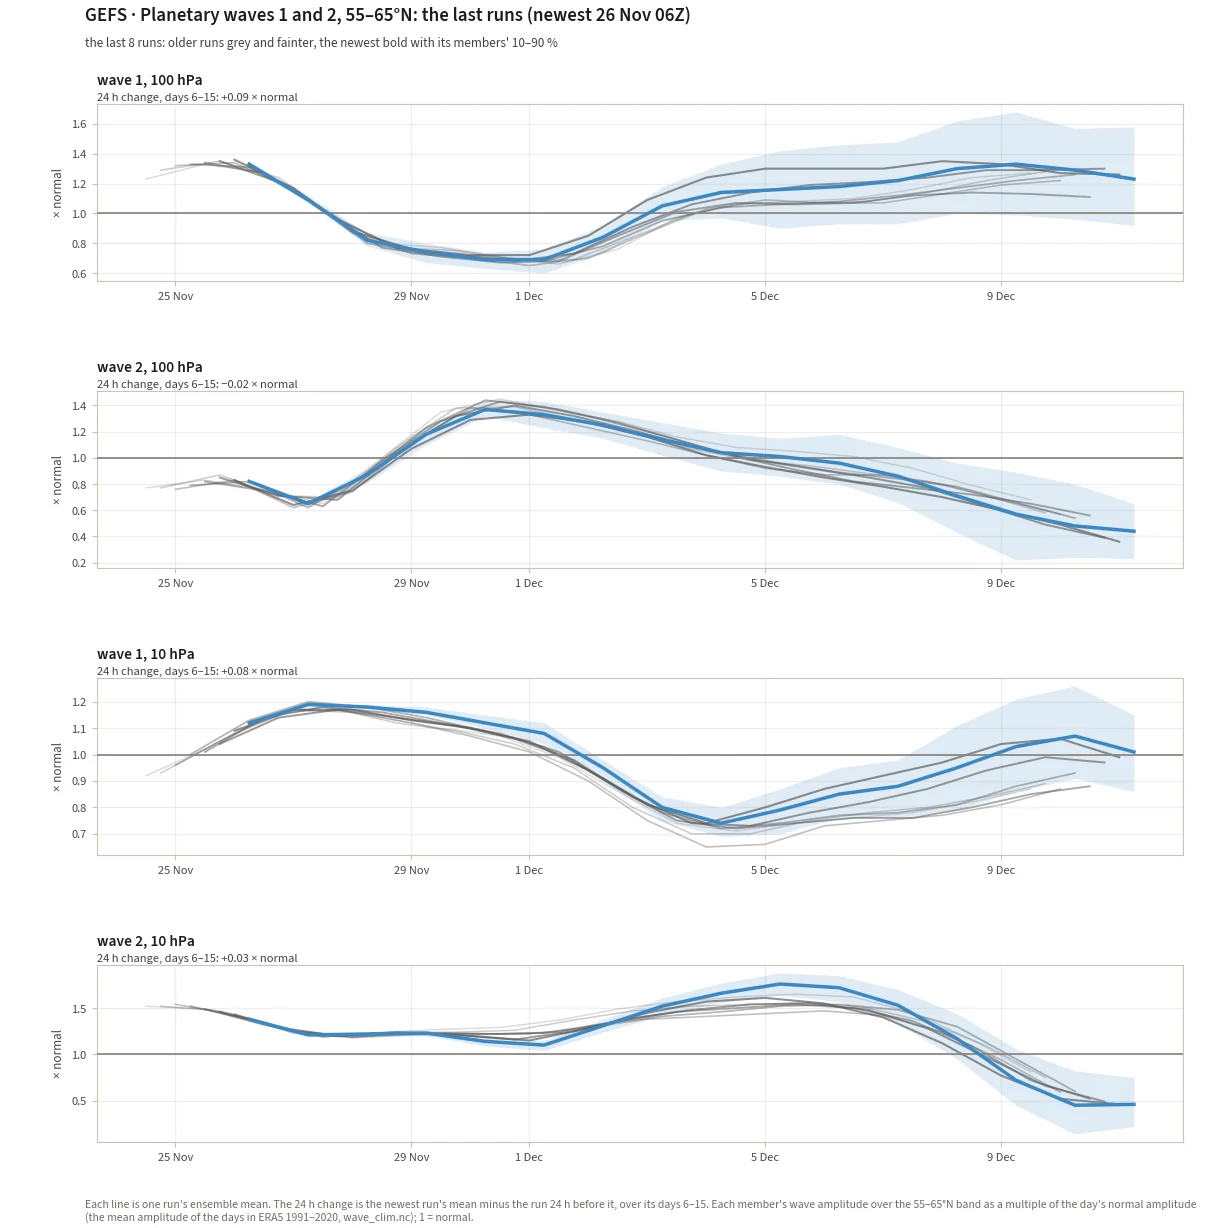 GEFS · Planetary waves 1 and 2, 55–65°N: the last runs (newest 26 Nov 06Z)
the last 8 runs: older runs grey and fainter, the newest bold with its members' 10–90 %
wave 1, 100 hPa
24 h change, days 6–15: +0.09 × normal
× normal
1.6
1.4
1.2
1.0
0.8
0.6
25 Nov
29 Nov
1 Dec
5 Dec
9 Dec
wave 2, 100 hPa
24 h change, days 6–15: −0.02 × normal
× normal
1.4
1.2
1.0
0.8
0.6
0.4
0.2
25 Nov
29 Nov
1 Dec
5 Dec
9 Dec
wave 1, 10 hPa
24 h change, days 6–15: +0.08 × normal
× normal
1.2
1.1
1.0
0.9
0.8
0.7
25 Nov
29 Nov
1 Dec
5 Dec
9 Dec
wave 2, 10 hPa
24 h change, days 6–15: +0.03 × normal
× normal
1.5
1.0
0.5
25 Nov
29 Nov
1 Dec
5 Dec
9 Dec
Each line is one run's ensemble mean. The 24 h change is the newest run's mean minus the run 24 h before it, over its days 6–15. Each member's wave amplitude over the 55–65°N band as a multiple of the day's normal amplitude
(the mean amplitude of the days in ERA5 1991–2020, wave_clim.nc); 1 = normal.